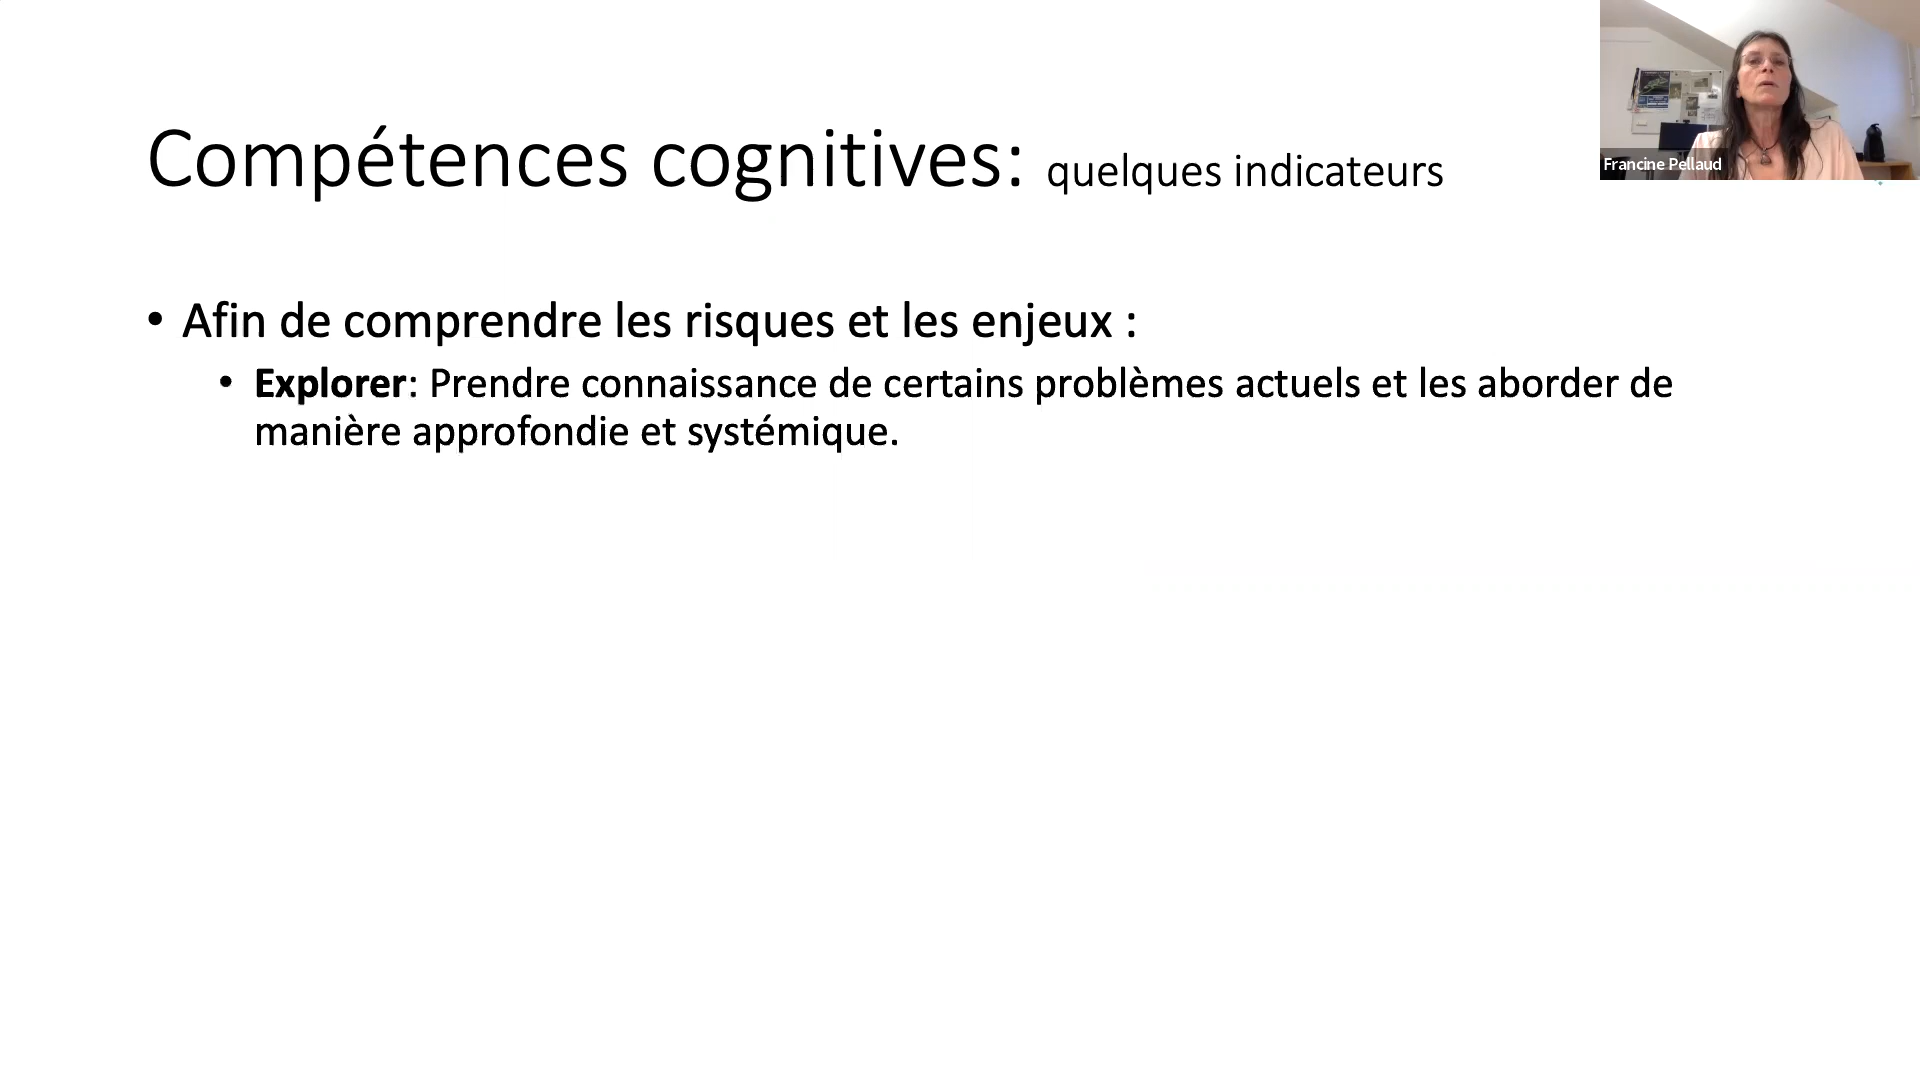 Compétences cognitives: quelques indicateurs
• Afin de comprendre les risques et les enjeux :
• Explorer: Prendre connaissance de certains problèmes actuels et les aborder de
manière approfondie et systémique.
Francine Pellaud